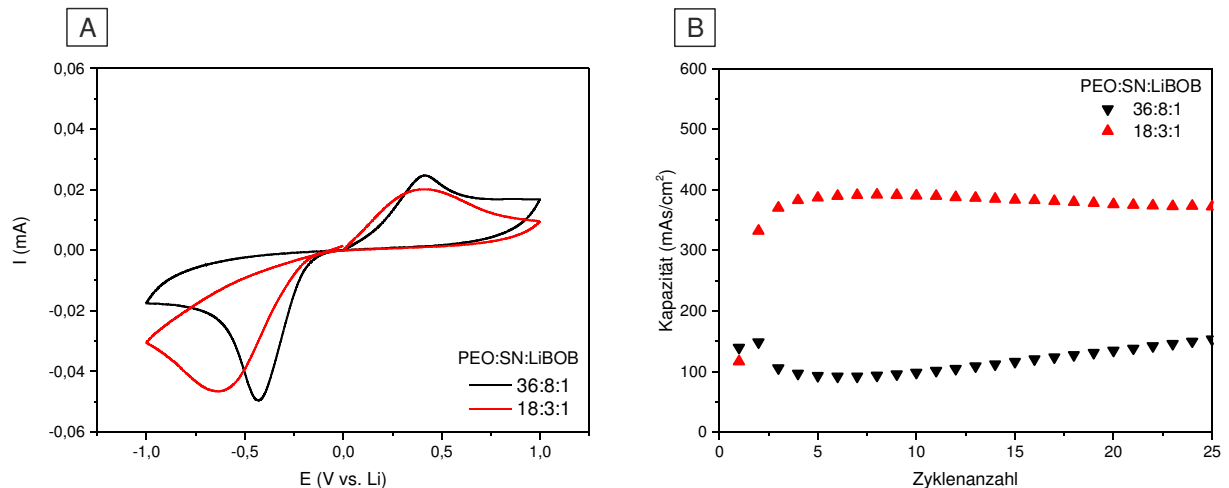 A
0,06
0,04
0,02
0,00
-0,02
-0,04
-0,06
I (mA)
-1,0 -0,5 0,0 0,5 1,0
E (V vs. Li)
PEO:SN:LiBOB
36:8:1
18:3:1
B
600
500
400
300
200
100
0
Kapazität (mAs/cm²)
0 5 10 15 20 25
Zyklenanzahl
PEO:SN:LiBOB
36:8:1
18:3:1